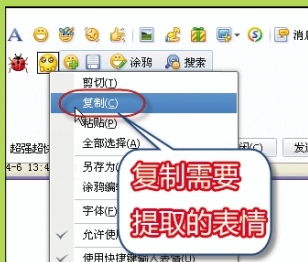 A
消
涂鸦 搜索
剪切(T)
复制(C)
粘贴(P)
全部选择(A)
另存为
涂鸦编
字体(F)
允许使
使用快捷键输入表情(U)
超强超
(C)
发
4-6 13:4
复制需要
提取的表情